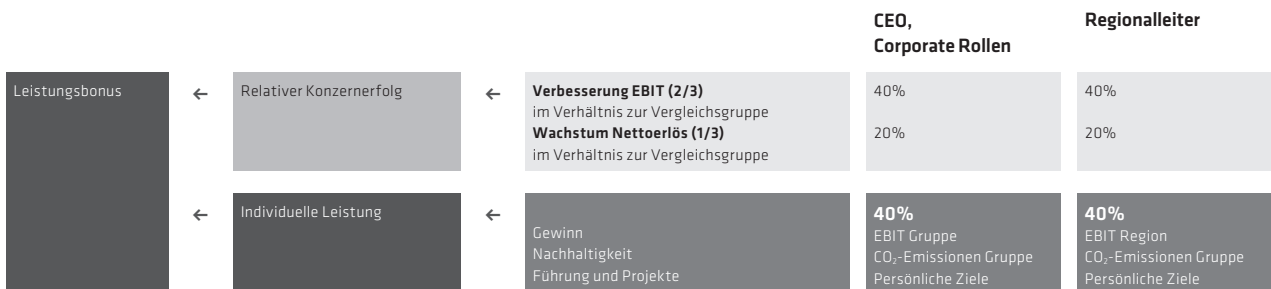 CEO,
Corporate Rollen
Regionalleiter
Leistungsbonus
←
Relativer Konzernerfolg
←
Verbesserung EBIT (2/3)
im Verhältnis zur Vergleichsgruppe
Wachstum Nettoerlös (1/3)
im Verhältnis zur Vergleichsgruppe
40%
20%
40%
20%
←
Individuelle Leistung
←
Gewinn
Nachhaltigkeit
Führung und Projekte
40%
EBIT Gruppe
CO₂-Emissionen Gruppe
Persönliche Ziele
40%
EBIT Region
CO₂-Emissionen Gruppe
Persönliche Ziele